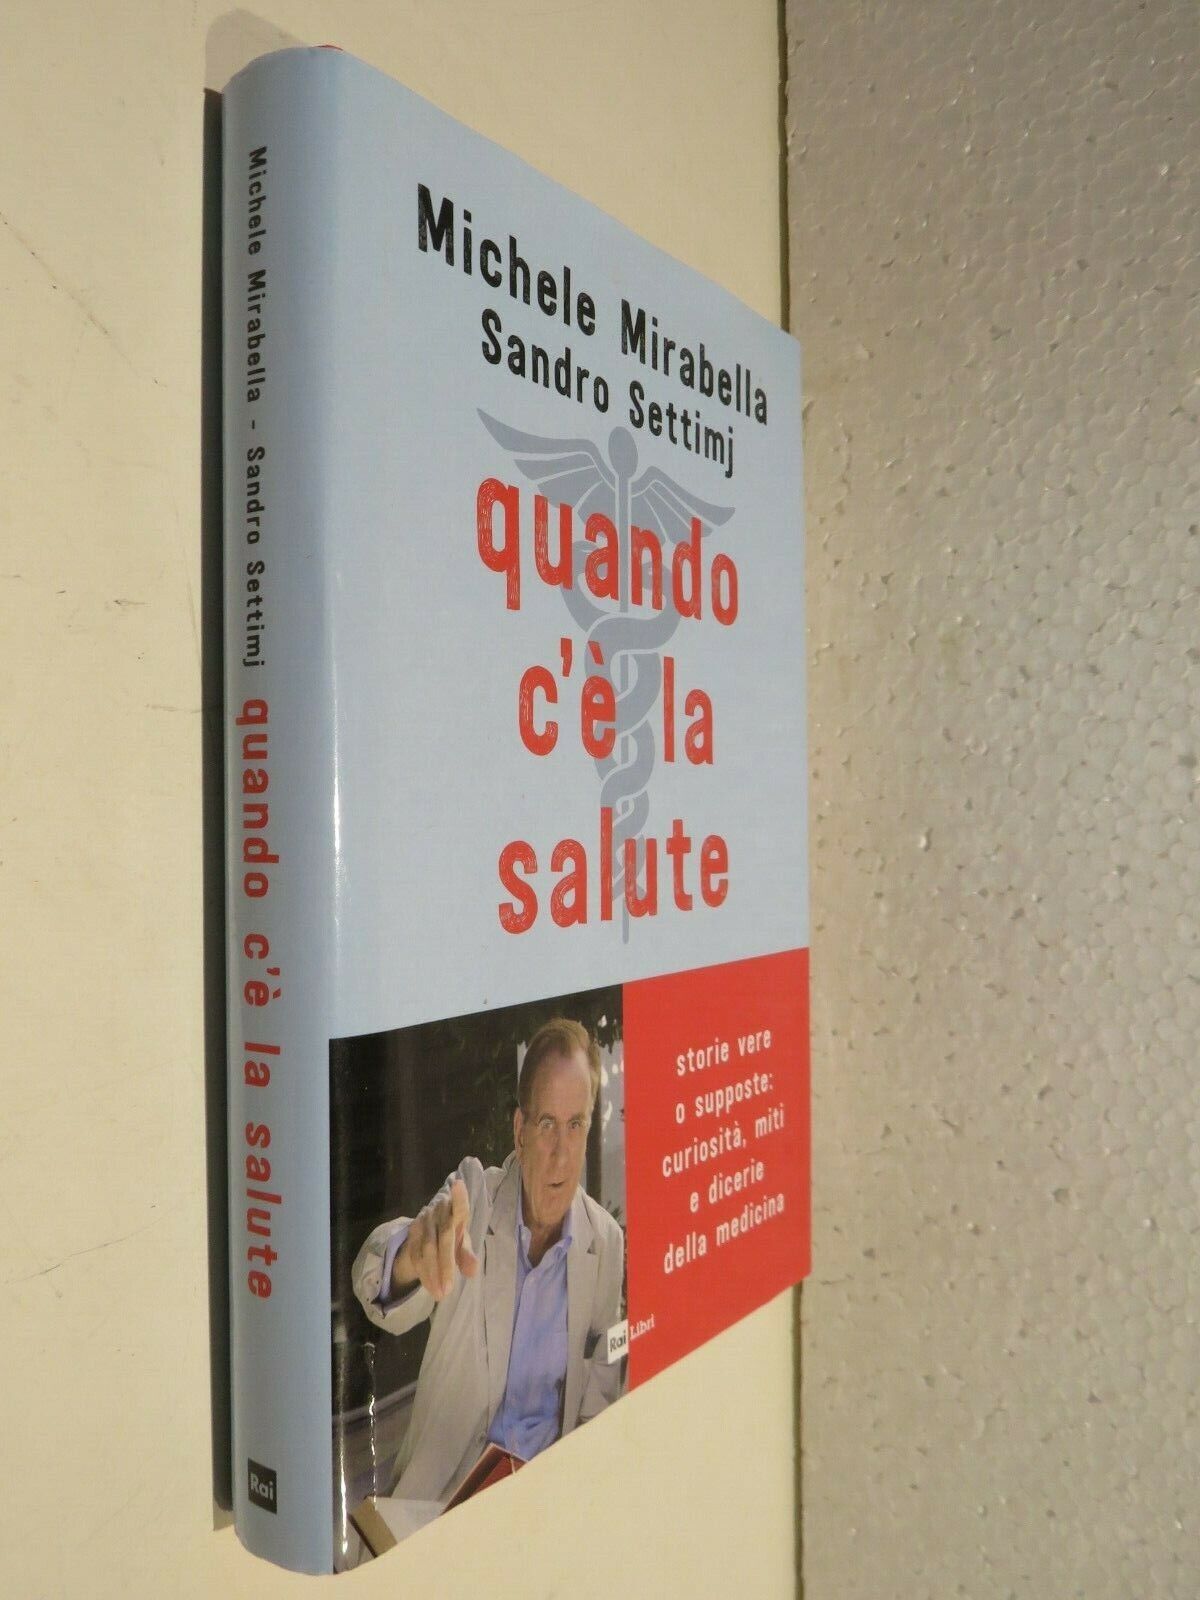 Michele Mirabella
Sandro Settimj
quando
c'è la
salute
storie vere
o supposte:
curiosità, miti
e dicerie
della medicina
Rai Libri
Michele Mirabella - Sandro Settimj quando c'è la salute
Rai